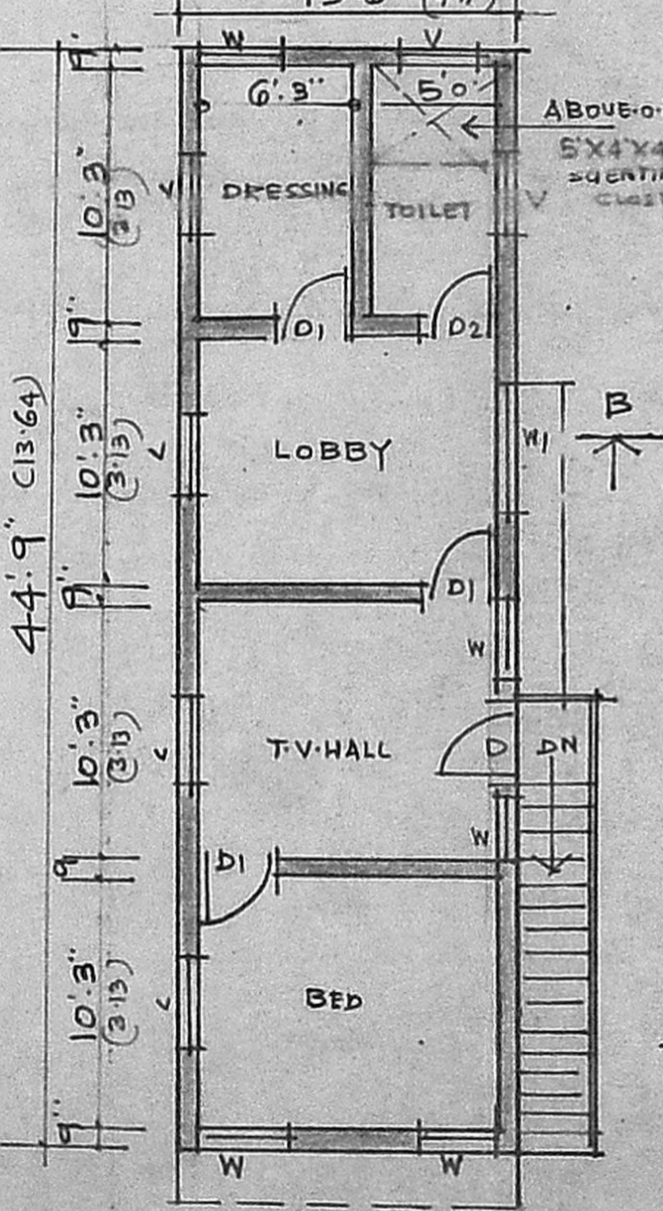 W
V
9"
6'.3"
5'0"
ABOVE.0.
5'X4'X4
10'.3"
(3.13)
V
DRESSING
TOILET
V
9"
D1
D2
44'.9" (13.64)
10'.3"
(3.13)
V
LOBBY
W1
B
9"
D1
W
10'.3"
(3.13)
V
T.V.HALL
D
DN
W
9"
D1
10'.3"
(3.13)
V
BED
9"
W
W